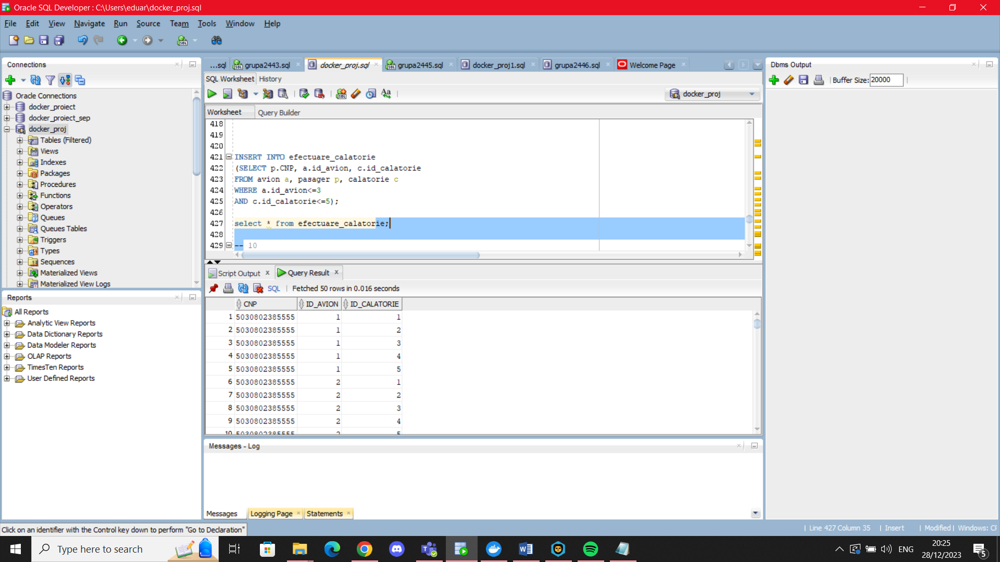 Oracle SQL Developer : C:\Users\eduar\docker_proj.sql
File Edit View Navigate Run Source Team Tools Window Help
Connections
Oracle Connections
docker_proiect
docker_proiect_sep
docker_proj
Tables (Filtered)
Views
Indexes
Packages
Procedures
Functions
Operators
Queues
Queues Tables
Triggers
Types
Sequences
Materialized Views
Materialized View Logs
Reports
All Reports
Analytic View Reports
Data Dictionary Reports
Data Modeler Reports
OLAP Reports
TimesTen Reports
User Defined Reports
...sql grupa2443.sql docker_proj.sql grupa2445.sql docker_proj1.sql grupa2446.sql Welcome Page
SQL Worksheet History
docker_proj
Worksheet Query Builder
418
419
420
421 INSERT INTO efectuare_calatorie
422 (SELECT p.CNP, a.id_avion, c.id_calatorie
423 FROM avion a, pasager p, calatorie c
424 WHERE a.id_avion<=3
425 AND c.id_calatorie<=5);
426
427 select * from efectuare_calatorie;
428
429 -- 10
Script Output x Query Result x
SQL | Fetched 50 rows in 0.016 seconds
CNP ID_AVION ID_CALATORIE
1 5030802385555 1 1
2 5030802385555 1 2
3 5030802385555 1 3
4 5030802385555 1 4
5 5030802385555 1 5
6 5030802385555 2 1
7 5030802385555 2 2
8 5030802385555 2 3
9 5030802385555 2 4
10 5030802385555 2 5
Messages - Log
Messages Logging Page Statements
Dbms Output
Buffer Size: 20000
Click on an identifier with the Control key down to perform "Go to Declaration"
Line 427 Column 35 | Insert | Modified | Windows: CF
Type here to search
ENG
20:25
28/12/2023
5